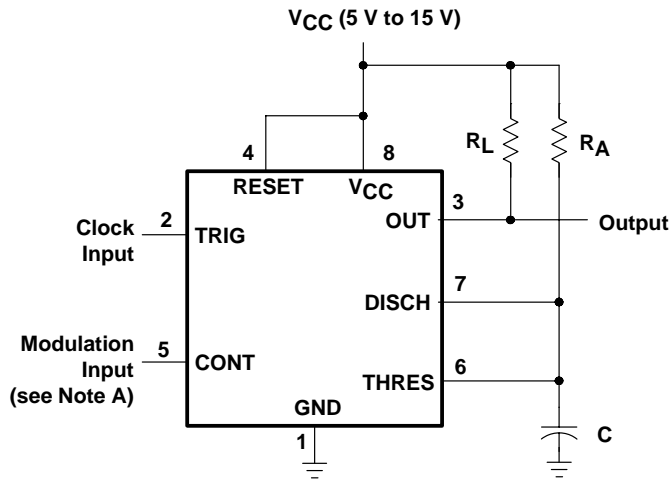 VCC (5 V to 15 V)
RL
RA
4
8
RESET
VCC
3
2
OUT
Output
Clock
Input
TRIG
7
DISCH
Modulation
Input
(see Note A)
5
CONT
6
THRES
GND
1
C